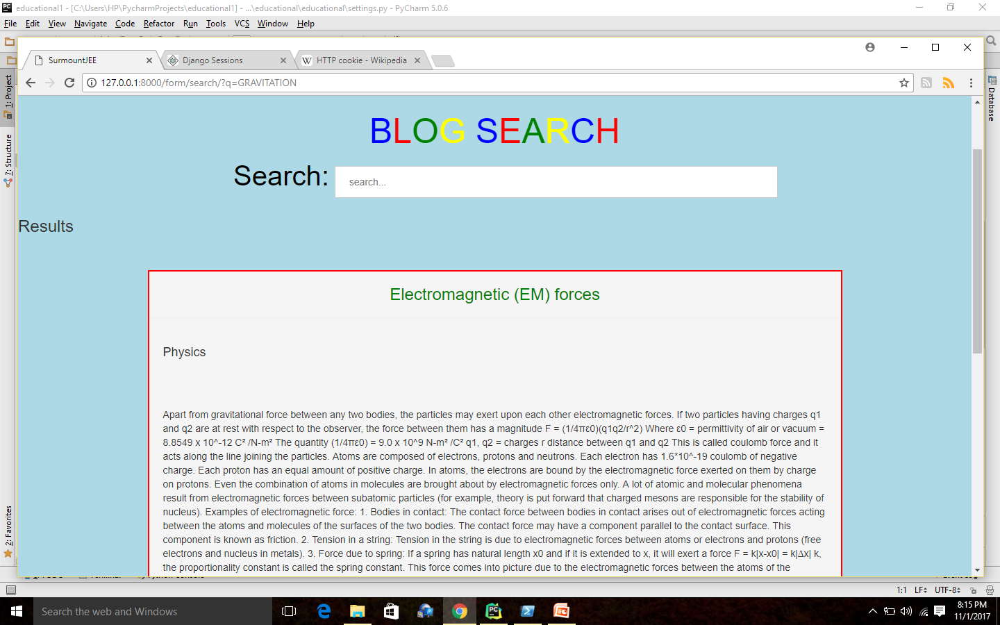 educational1 - [C:\Users\HP\PycharmProjects\educational1] - ...\educational\educational\settings.py - PyCharm 5.0.6
File Edit View Navigate Code Refactor Run Tools VCS Window Help
SurmountJEE
Django Sessions
HTTP cookie - Wikipedia
127.0.0.1:8000/form/search/?q=GRAVITATION
1: Project
7: Structure
2: Favorites
Database
BLOG SEARCH
Search: search...
Results
Electromagnetic (EM) forces
Physics
Apart from gravitational force between any two bodies, the particles may exert upon each other electromagnetic forces. If two particles having charges q1
and q2 are at rest with respect to the observer, the force between them has a magnitude F = (1/4πε0)(q1q2/r^2) Where ε0 = permittivity of air or vacuum =
8.8549 x 10^-12 C² /N-m² The quantity (1/4πε0) = 9.0 x 10^9 N-m² /C² q1, q2 = charges r distance between q1 and q2 This is called coulomb force and it
acts along the line joining the particles. Atoms are composed of electrons, protons and neutrons. Each electron has 1.6*10^-19 coulomb of negative
charge. Each proton has an equal amount of positive charge. In atoms, the electrons are bound by the electromagnetic force exerted on them by charge
on protons. Even the combination of atoms in molecules are brought about by electromagnetic forces only. A lot of atomic and molecular phenomena
result from electromagnetic forces between subatomic particles (for example, theory is put forward that charged mesons are responsible for the stability of
nucleus). Examples of electromagnetic force: 1. Bodies in contact: The contact force between bodies in contact arises out of electromagnetic forces acting
between the atoms and molecules of the surfaces of the two bodies. The contact force may have a component parallel to the contact surface. This
component is known as friction. 2. Tension in a string: Tension in the string is due to electromagnetic forces between atoms or electrons and protons (free
electrons and nucleus in metals). 3. Force due to spring: If a spring has natural length x0 and if it is extended to x, it will exert a force F = k|x-x0| = k|∆x| k,
the proportionality constant is called the spring constant. This force comes into picture due to the electromagnetic forces between the atoms of the
1:1 LF UTF-8
Search the web and Windows
8:15 PM
11/1/2017